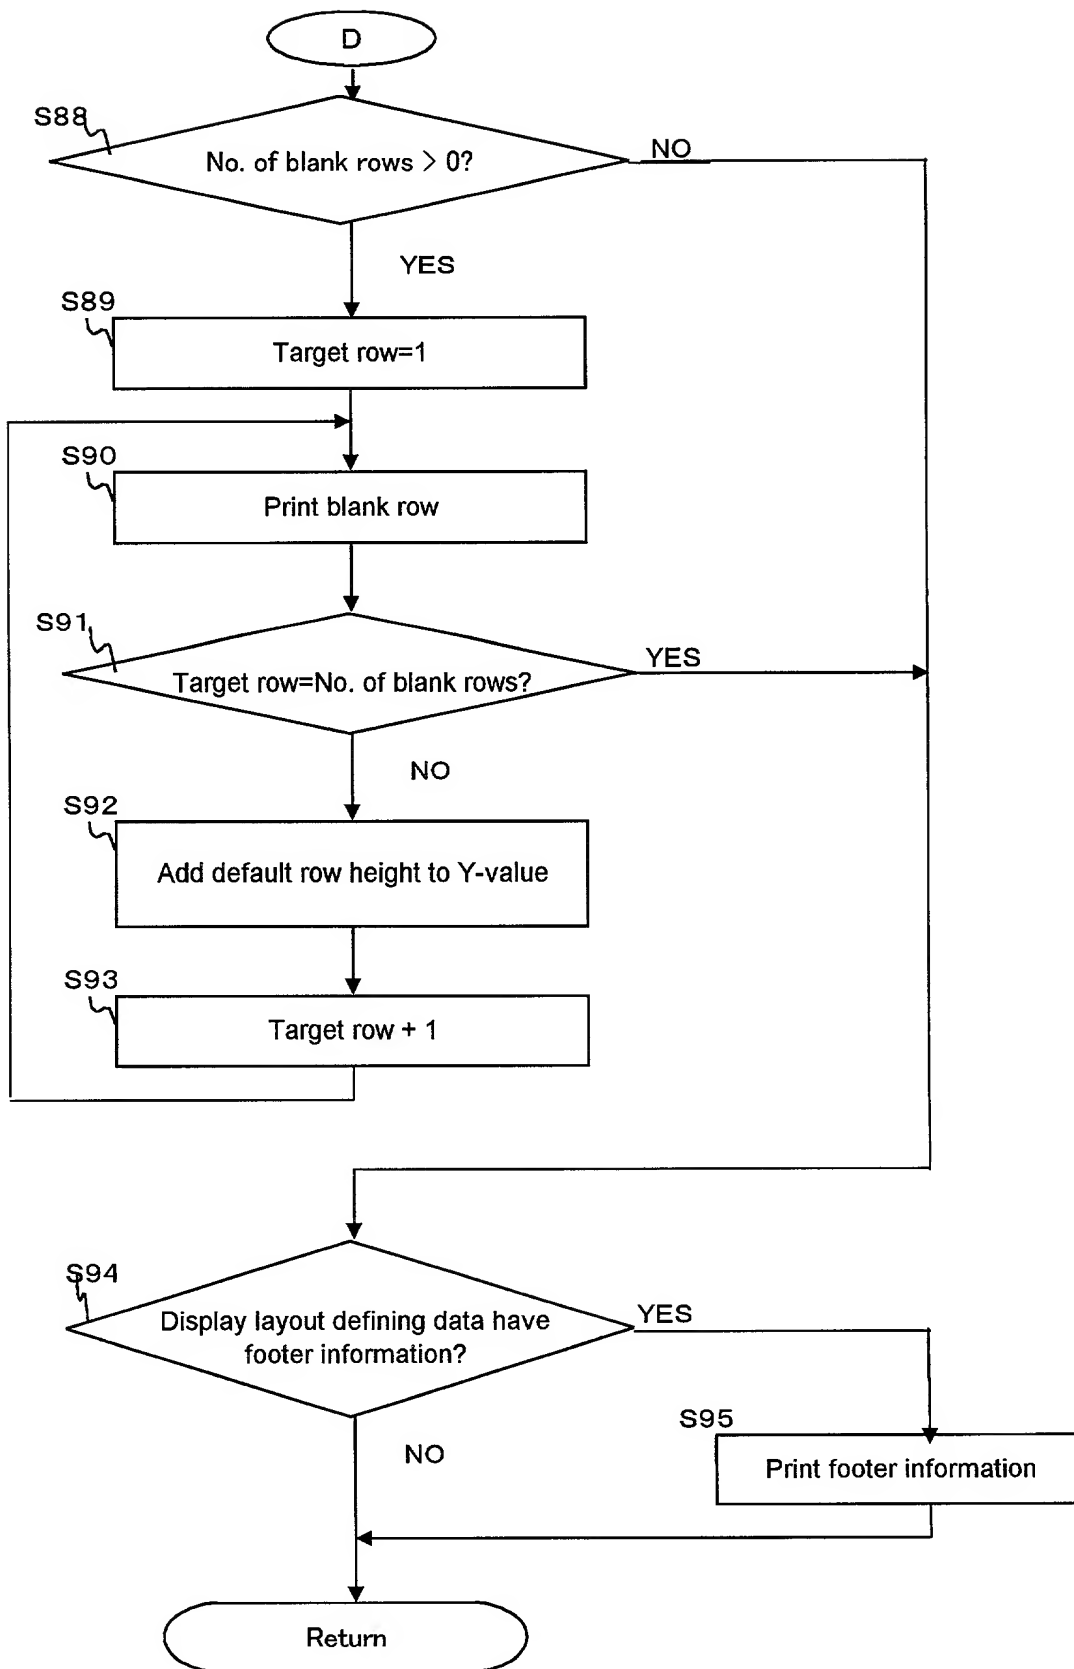 D
S88
No. of blank rows > 0?
NO
YES
S89
Target row=1
S90
Print blank row
S91
Target row=No. of blank rows?
YES
NO
S92
Add default row height to Y-value
S93
Target row + 1
S94
Display layout defining data have
footer information?
YES
NO
S95
Print footer information
Return